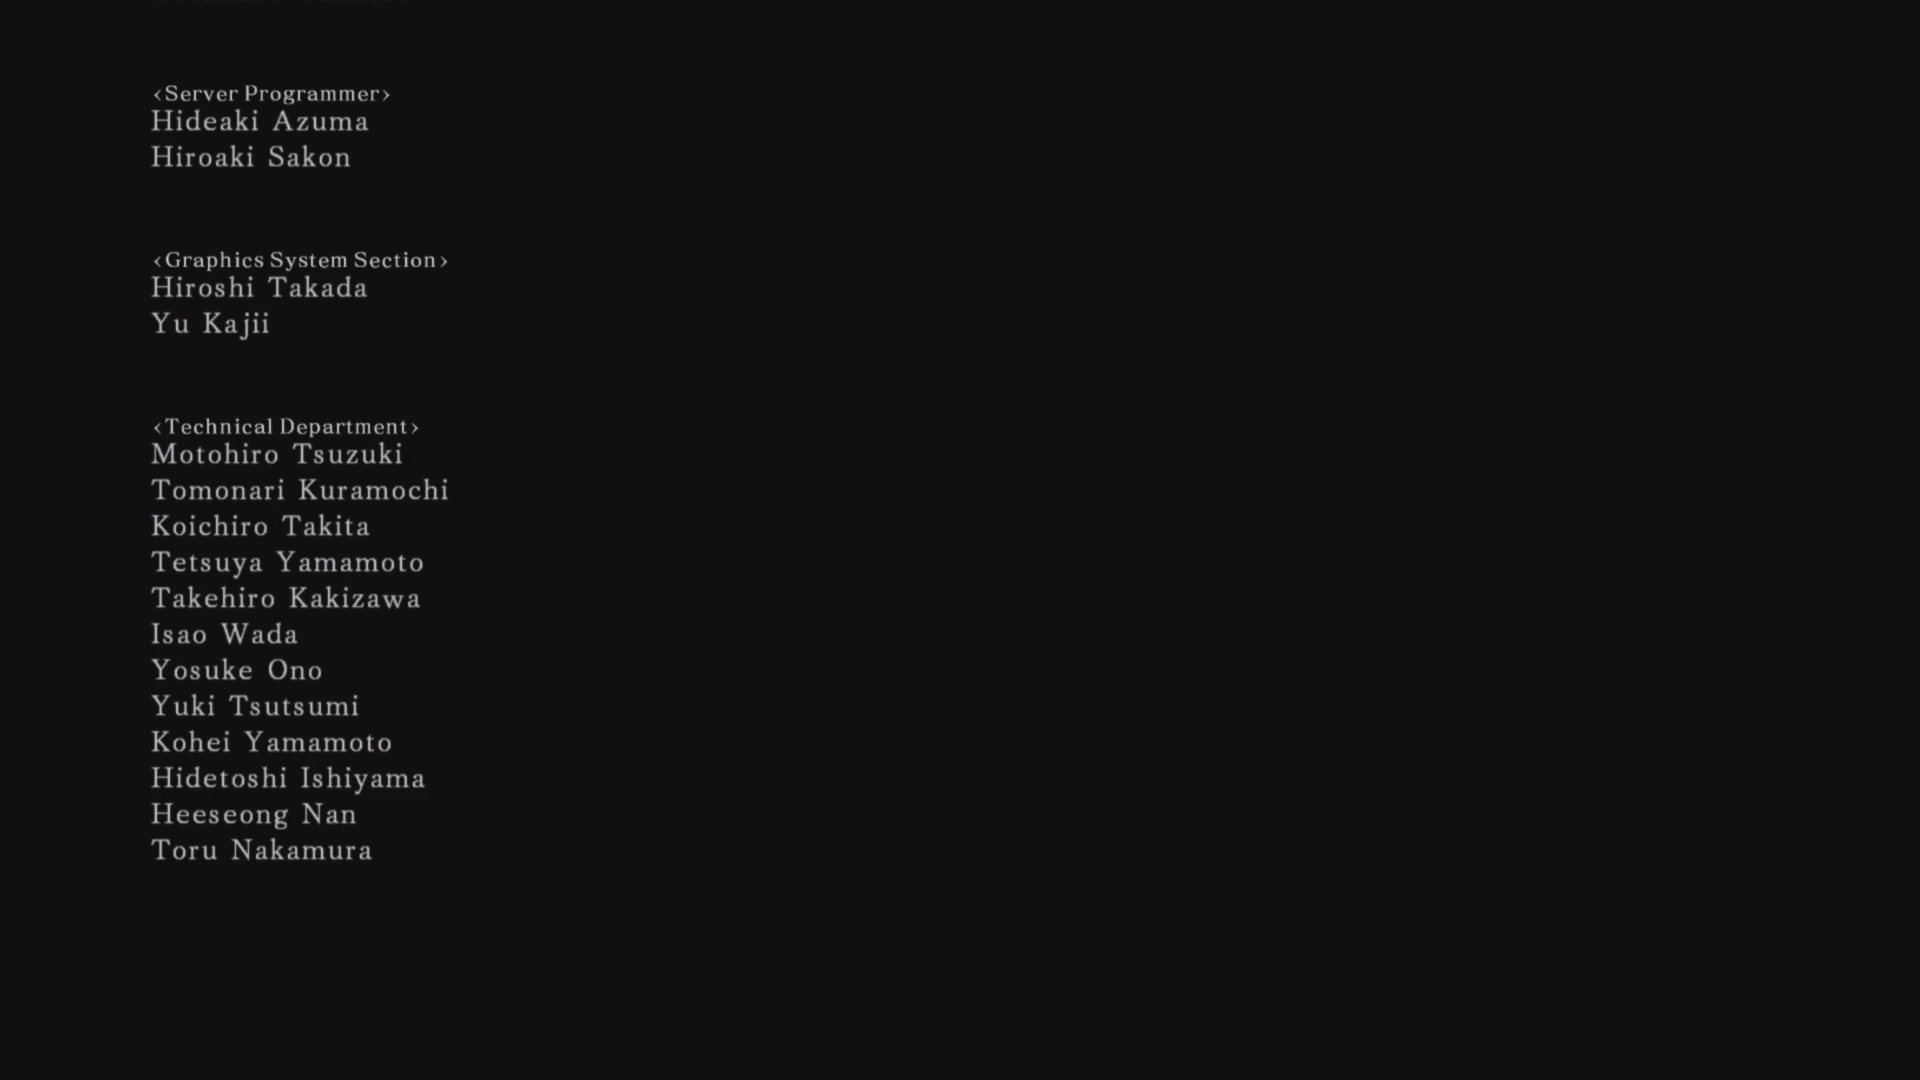 <Server Programmer>
Hideaki Azuma
Hiroaki Sakon
<Graphics System Section>
Hiroshi Takada
Yu Kajii
<Technical Department>
Motohiro Tsuzuki
Tomonari Kuramochi
Koichiro Takita
Tetsuya Yamamoto
Takehiro Kakizawa
Isao Wada
Yosuke Ono
Yuki Tsutsumi
Kohei Yamamoto
Hidetoshi Ishiyama
Heeseong Nan
Toru Nakamura